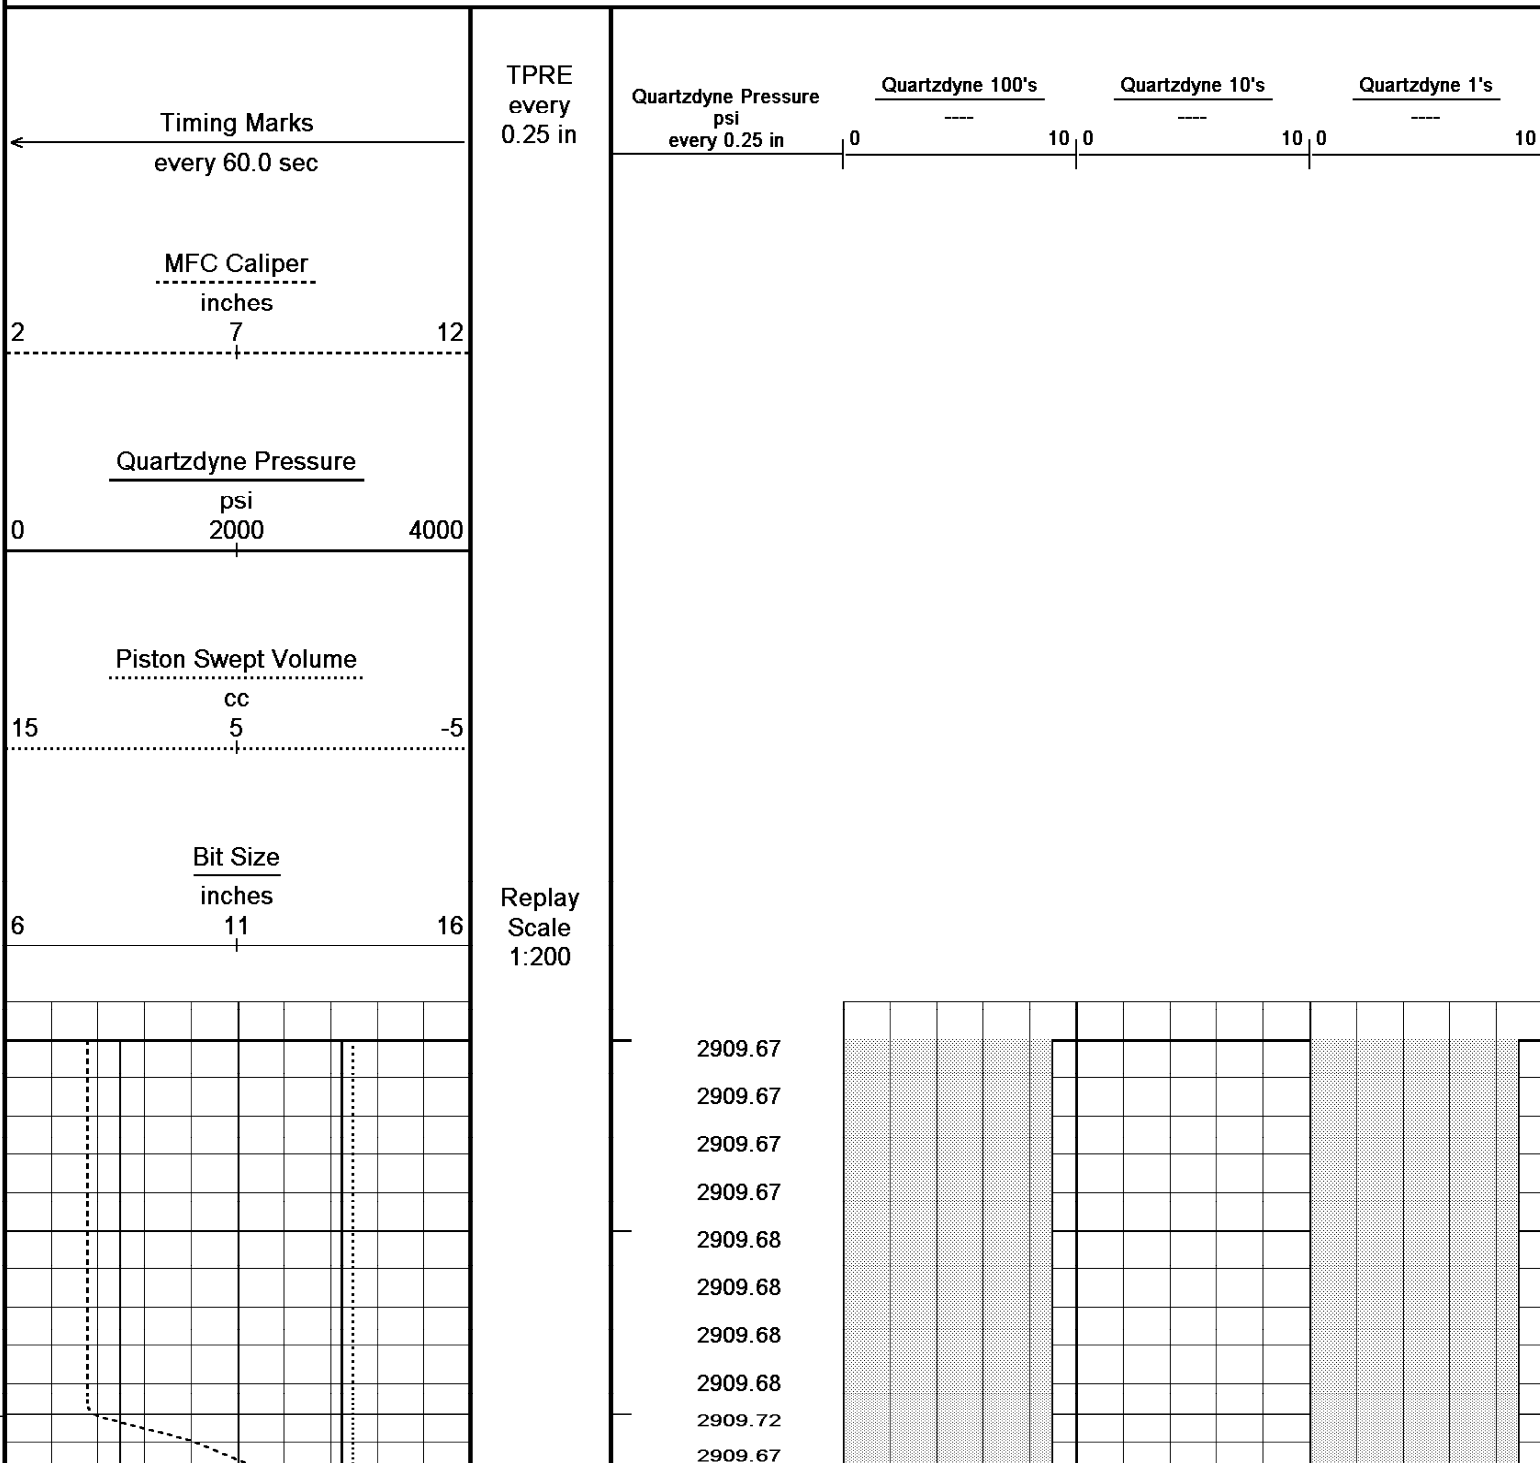 Timing Marks
every 60.0 sec
MFC Caliper
inches
2 7 12
Quartzdyne Pressure
psi
0 2000 4000
Piston Swept Volume
cc
15 5 -5
Bit Size
inches
6 11 16
TPRE
every
0.25 in
Replay
Scale
1:200
Quartzdyne Pressure
psi
every 0.25 in
Quartzdyne 100's
----
0 10
Quartzdyne 10's
----
0 10
Quartzdyne 1's
----
0 10
2909.67
2909.67
2909.67
2909.67
2909.68
2909.68
2909.68
2909.68
2909.72
2909.67